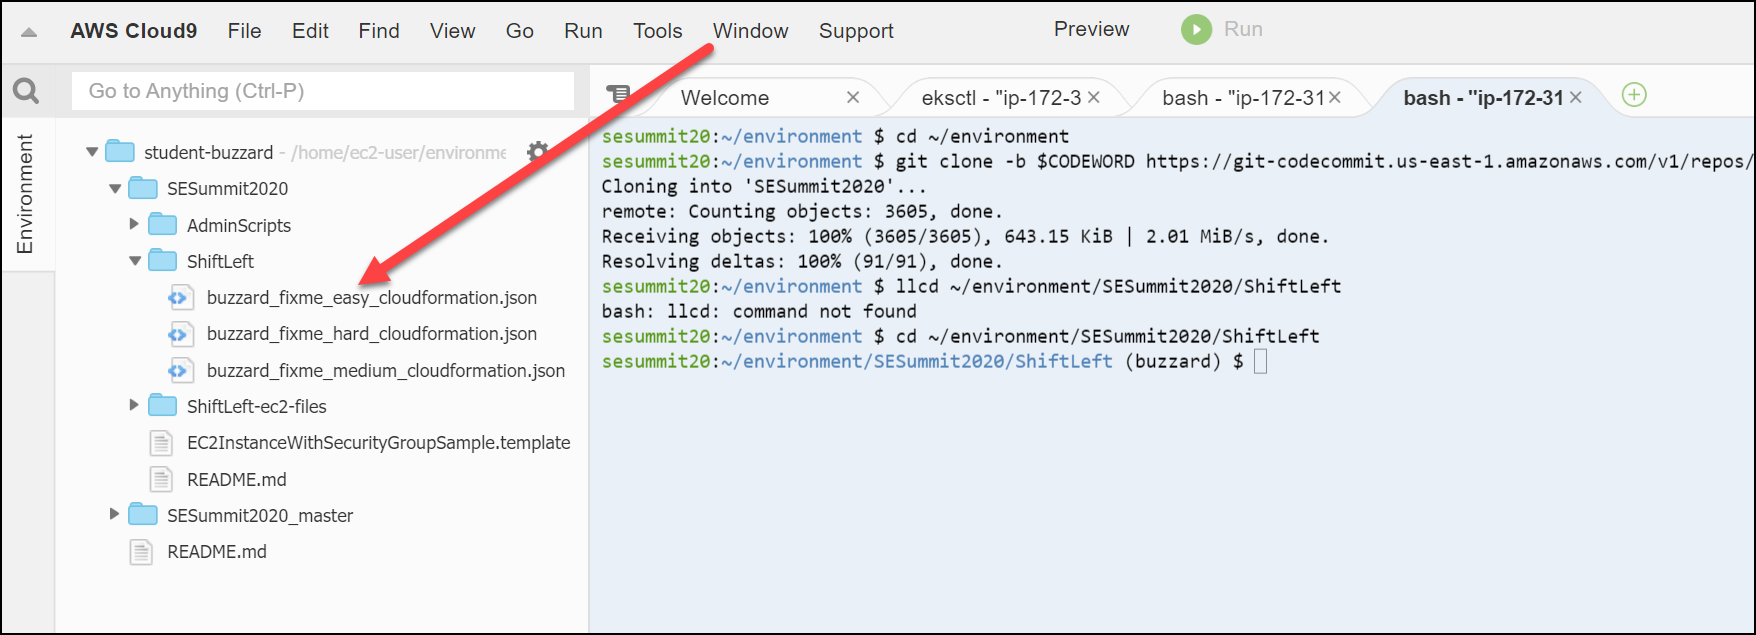 AWS Cloud9 File Edit Find View Go Run Tools Window Support Preview Run
Go to Anything (Ctrl-P)
Environment
student-buzzard - /home/ec2-user/environme
SESummit2020
AdminScripts
ShiftLeft
buzzard_fixme_easy_cloudformation.json
buzzard_fixme_hard_cloudformation.json
buzzard_fixme_medium_cloudformation.json
ShiftLeft-ec2-files
EC2InstanceWithSecurityGroupSample.template
README.md
SESummit2020_master
README.md
Welcome eksctl - "ip-172-3 bash - "ip-172-31 bash - "ip-172-31
sesummit20:~/environment $ cd ~/environment
sesummit20:~/environment $ git clone -b $CODEWORD https://git-codecommit.us-east-1.amazonaws.com/v1/repos/
Cloning into 'SESummit2020'...
remote: Counting objects: 3605, done.
Receiving objects: 100% (3605/3605), 643.15 KiB | 2.01 MiB/s, done.
Resolving deltas: 100% (91/91), done.
sesummit20:~/environment $ llcd ~/environment/SESummit2020/ShiftLeft
bash: llcd: command not found
sesummit20:~/environment $ cd ~/environment/SESummit2020/ShiftLeft
sesummit20:~/environment/SESummit2020/ShiftLeft (buzzard) $